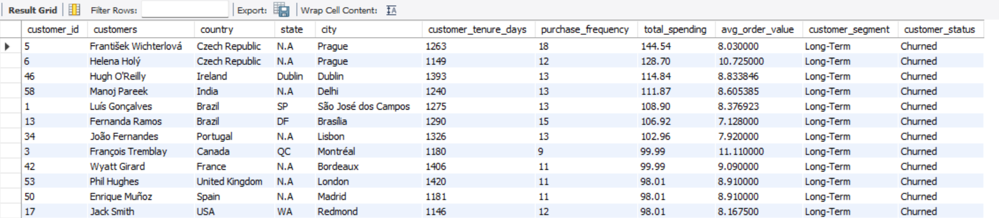 Result Grid Filter Rows: Export: Wrap Cell Content:
customer_id customers country state city customer_tenure_days purchase_frequency total_spending avg_order_value customer_segment customer_status
5 František Wichterlová Czech Republic N.A Prague 1263 18 144.54 8.030000 Long-Term Churned
6 Helena Holý Czech Republic N.A Prague 1149 12 128.70 10.725000 Long-Term Churned
46 Hugh O'Reilly Ireland Dublin Dublin 1393 13 114.84 8.833846 Long-Term Churned
58 Manoj Pareek India N.A Delhi 1240 13 111.87 8.605385 Long-Term Churned
1 Luís Gonçalves Brazil SP São José dos Campos 1275 13 108.90 8.376923 Long-Term Churned
13 Fernanda Ramos Brazil DF Brasília 1290 15 106.92 7.128000 Long-Term Churned
34 João Fernandes Portugal N.A Lisbon 1326 13 102.96 7.920000 Long-Term Churned
3 François Tremblay Canada QC Montréal 1180 9 99.99 11.110000 Long-Term Churned
42 Wyatt Girard France N.A Bordeaux 1406 11 99.99 9.090000 Long-Term Churned
53 Phil Hughes United Kingdom N.A London 1420 11 98.01 8.910000 Long-Term Churned
50 Enrique Muñoz Spain N.A Madrid 1181 11 98.01 8.910000 Long-Term Churned
17 Jack Smith USA WA Redmond 1146 12 98.01 8.167500 Long-Term Churned